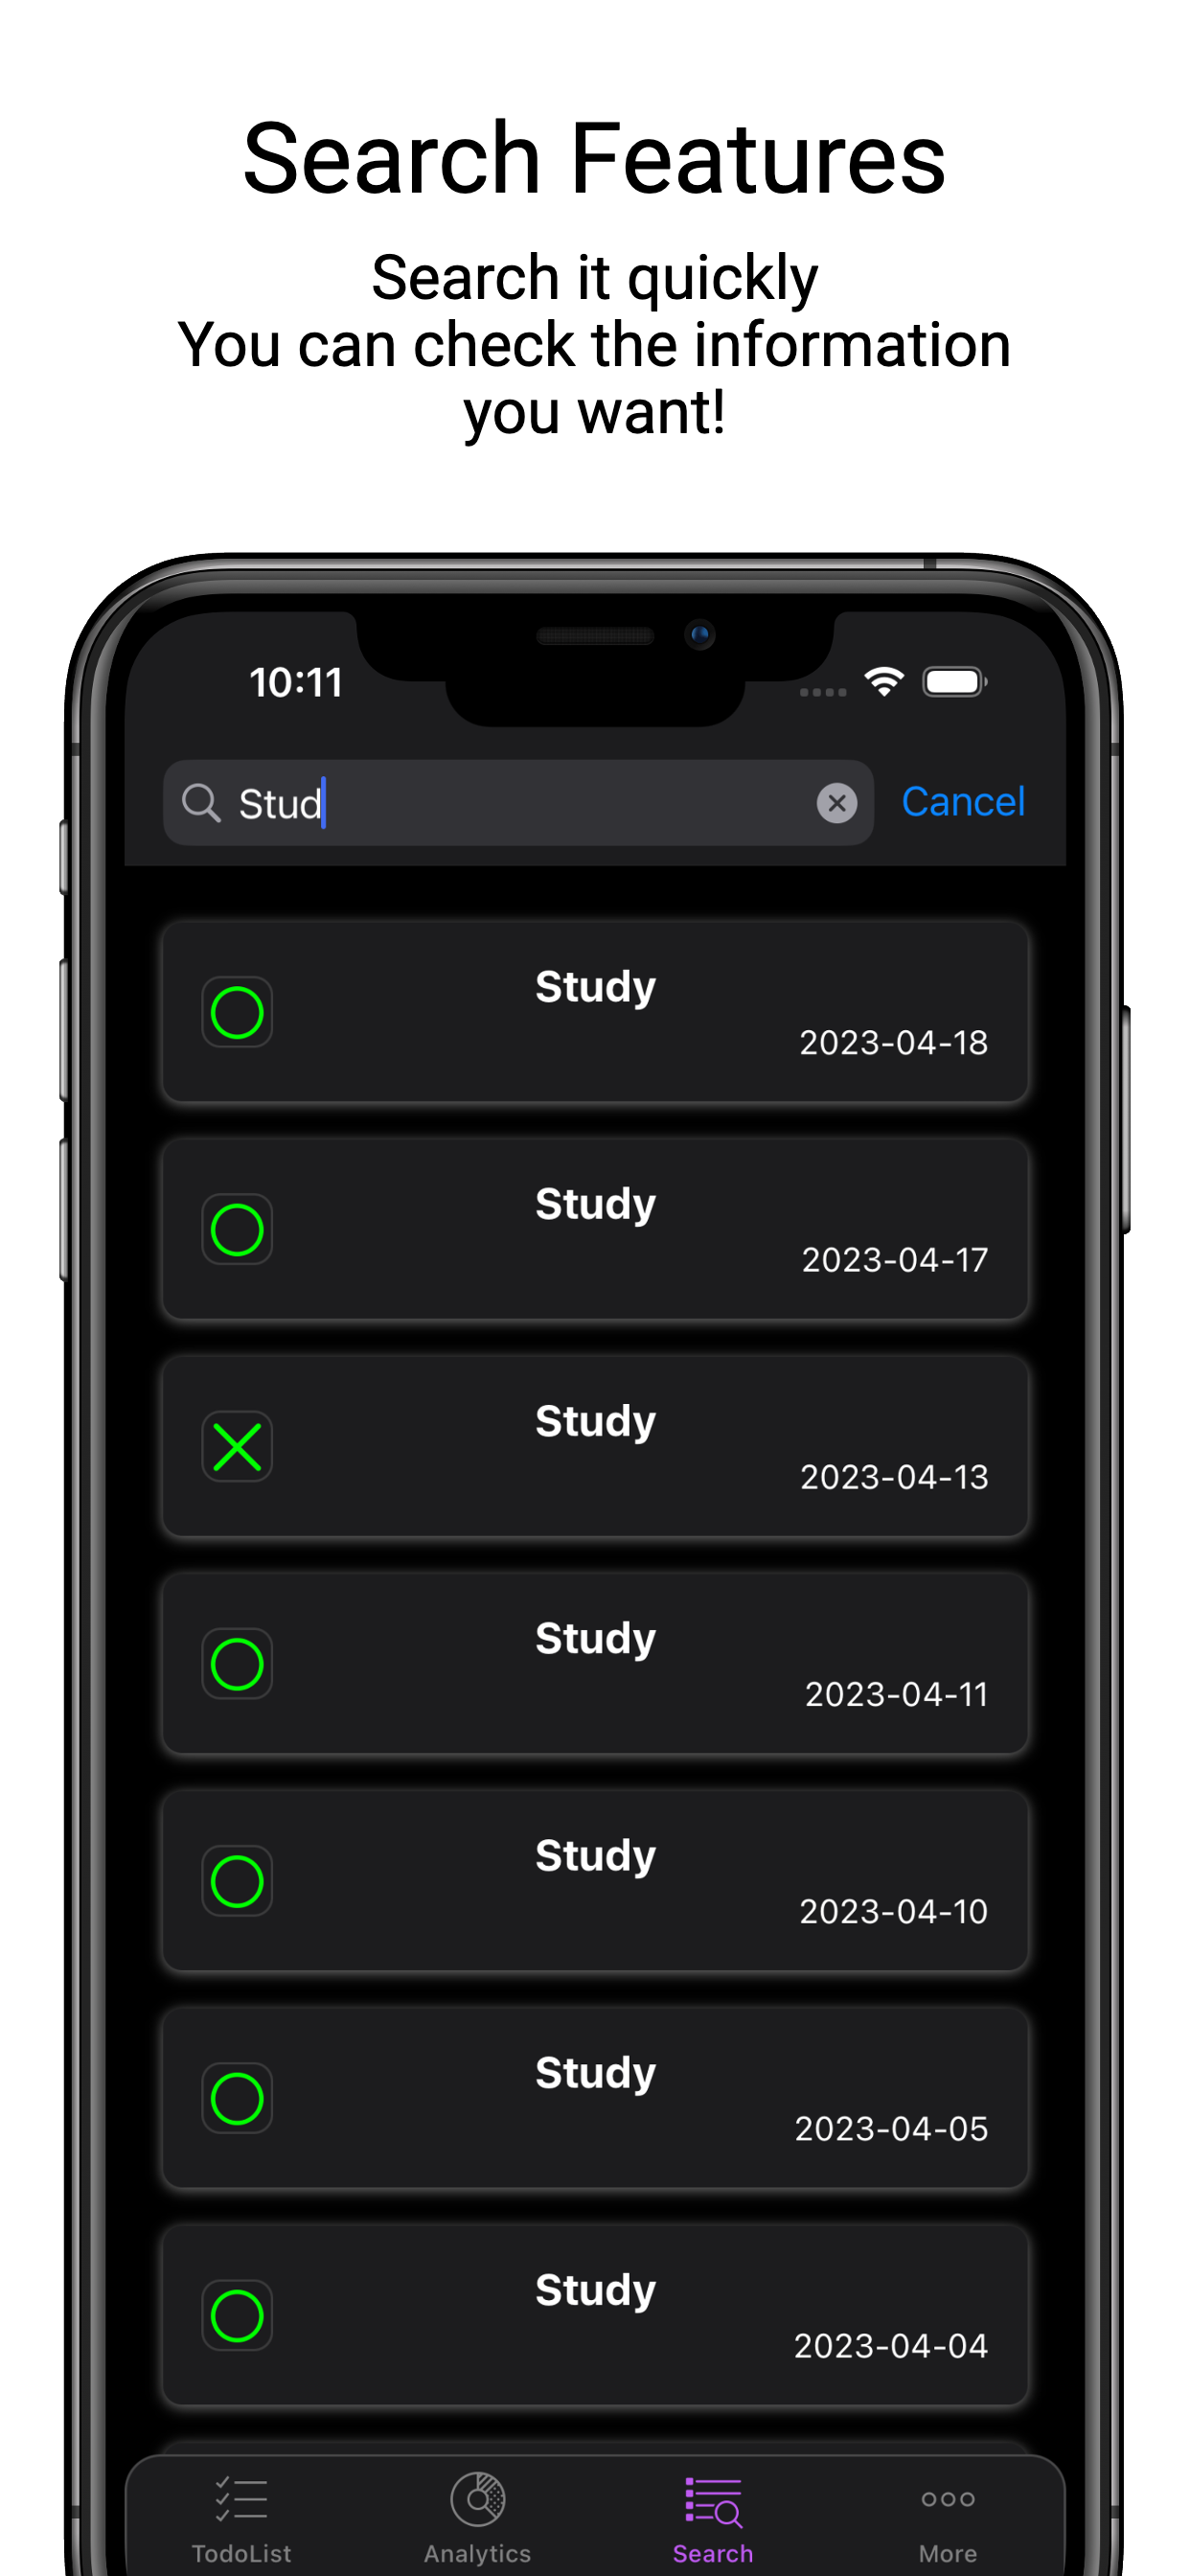 Search Features
Search it quickly
You can check the information
you want!
10:11
Stud
Cancel
Study
2023-04-18
Study
2023-04-17
Study
2023-04-13
Study
2023-04-11
Study
2023-04-10
Study
2023-04-05
Study
2023-04-04
TodoList
Analytics
Search
More